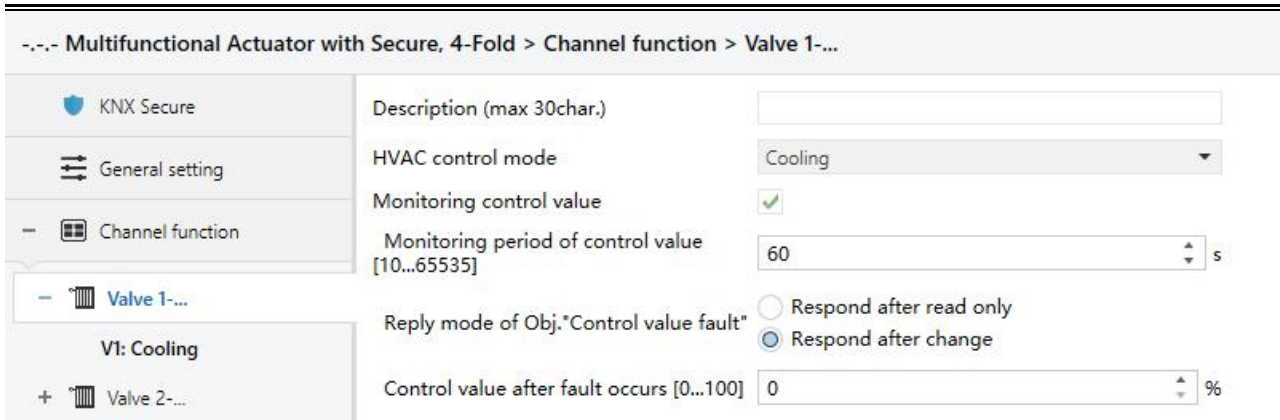 -.-.- Multifunctional Actuator with Secure, 4-Fold > Channel function > Valve 1-...
KNX Secure
General setting
Channel function
Valve 1-...
V1: Cooling
Valve 2-...
Description (max 30char.)
HVAC control mode
Cooling
Monitoring control value
Monitoring period of control value
[10...65535]
60
s
Reply mode of Obj."Control value fault"
Respond after read only
Respond after change
Control value after fault occurs [0...100]
0
%